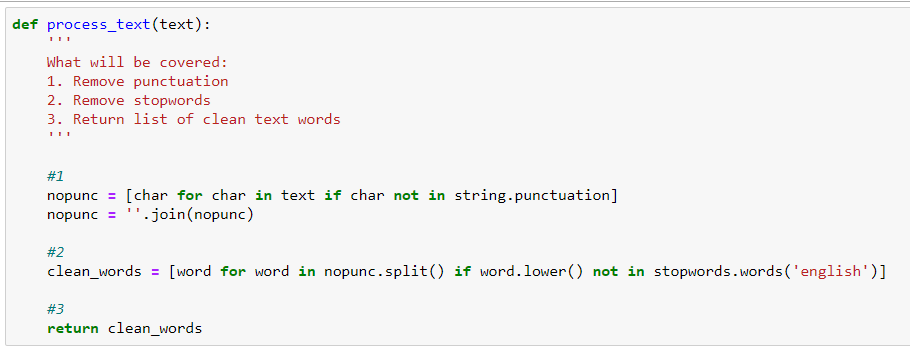 def process_text(text):
    '''
    What will be covered:
    1. Remove punctuation
    2. Remove stopwords
    3. Return list of clean text words
    '''

    #1
    nopunc = [char for char in text if char not in string.punctuation]
    nopunc = ''.join(nopunc)

    #2
    clean_words = [word for word in nopunc.split() if word.lower() not in stopwords.words('english')]

    #3
    return clean_words